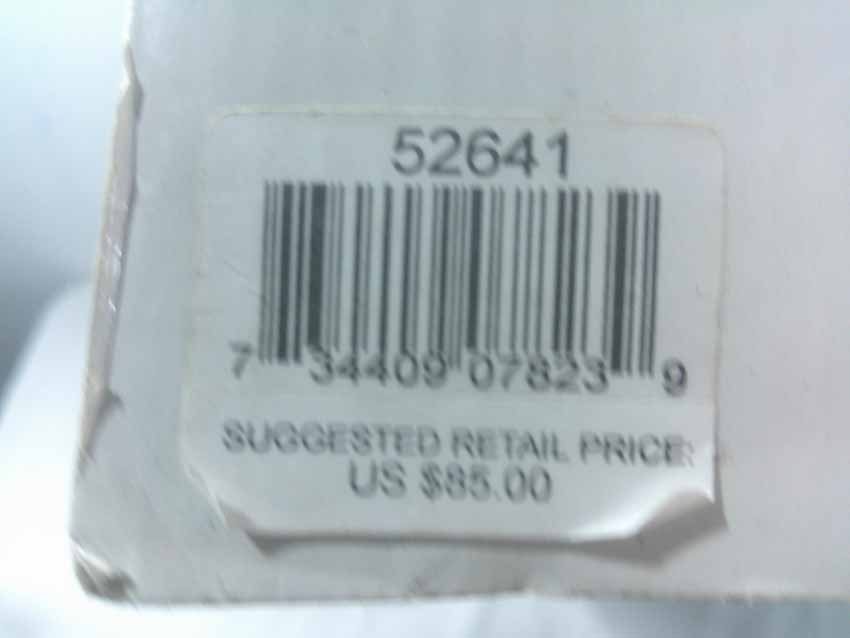 52641
7 34409 07823 9
SUGGESTED RETAIL PRICE:
US $85.00